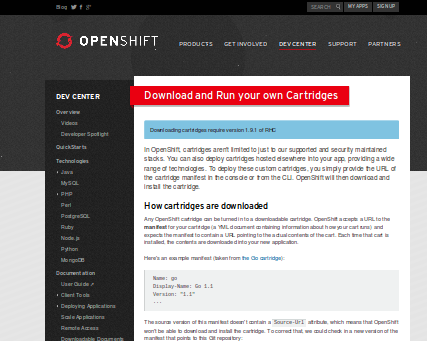 Blog
SEARCH
MY APPS
SIGN UP
OPENSHIFT
PRODUCTS
GET INVOLVED
DEV CENTER
SUPPORT
PARTNERS
DEV CENTER
Overview
Videos
Developer Spotlight
QuickStarts
Technologies
Java
MySQL
PHP
Perl
PostgreSQL
Ruby
Node.js
Python
MongoDB
Documentation
User Guide
Client Tools
Deploying Applications
Scale Applications
Remote Access
Downloadable Documents
Download and Run your own Cartridges
Downloading cartridges require version 1.9.1 of RHC
In OpenShift, cartridges aren't limited to just to our supported and security maintained
stacks. You can also deploy cartridges hosted elsewhere into your app, providing a wide
range of technologies. To deploy these custom cartridges, you simply provide the URL of
the cartridge manifest in the console or from the CLI. OpenShift will then download and
install the cartridge.
How cartridges are downloaded
Any OpenShift cartridge can be turned in to a downloadable cartridge. OpenShift accepts a URL to the
manifest for your cartridge (a YML document containing information about how your cart runs) and
expects the manifest to contain a URL pointing to the actual contents of the cart. Each time that cart is
installed, the contents are downloaded into your new application.
Here's an example manifest (taken from the Go cartridge):
Name: go
Display-Name: Go 1.1
Version: "1.1"
...
The source version of this manifest doesn't contain a Source-Url attribute, which means that OpenShift
won't be able to download and install the cartridge. To correct that, we could check in a new version of the
manifest that points to this Git repository: